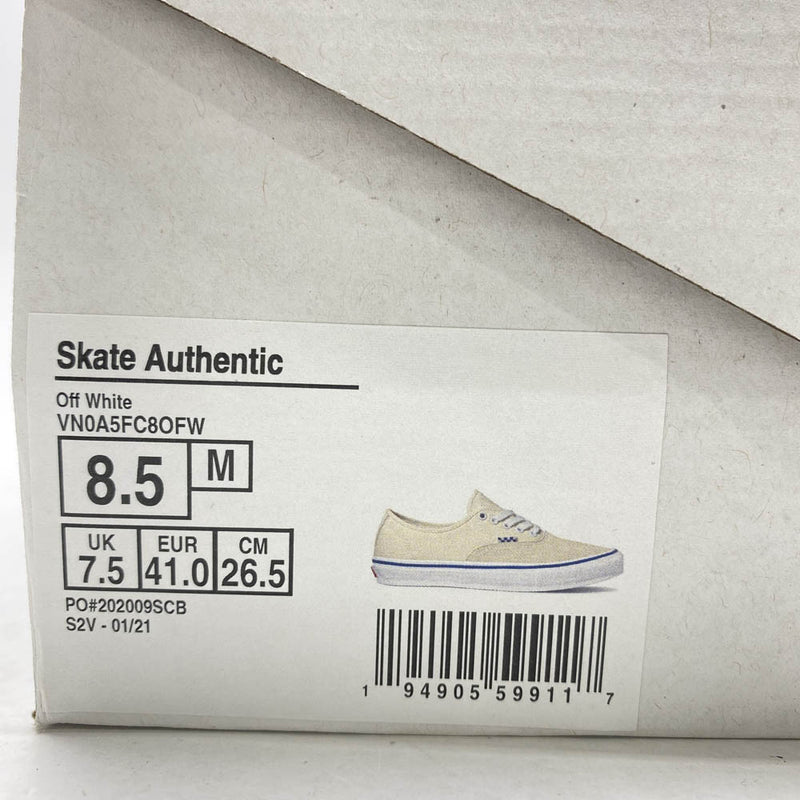 Skate Authentic
Off White
VN0A5FC8OFW
8.5 M
UK EUR CM
7.5 41.0 26.5
PO#202009SCB
S2V - 01/21
1 94905 59911 7